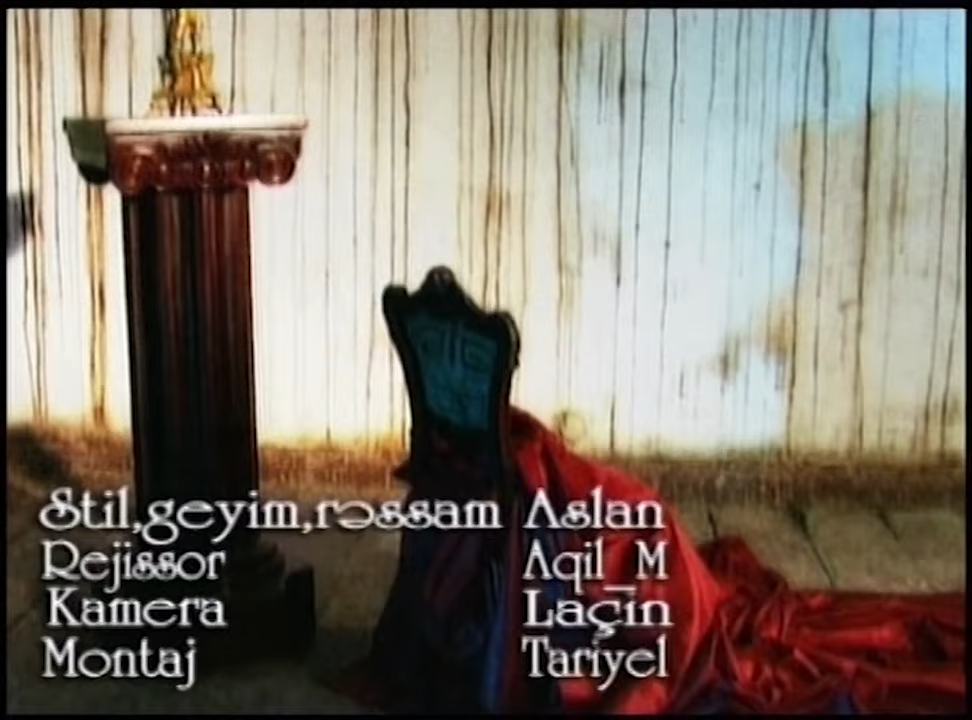 Stil,geyim,rəssam Aslan
Rejissor Aqil_M
Kamera Laçin
Montaj Tariyel